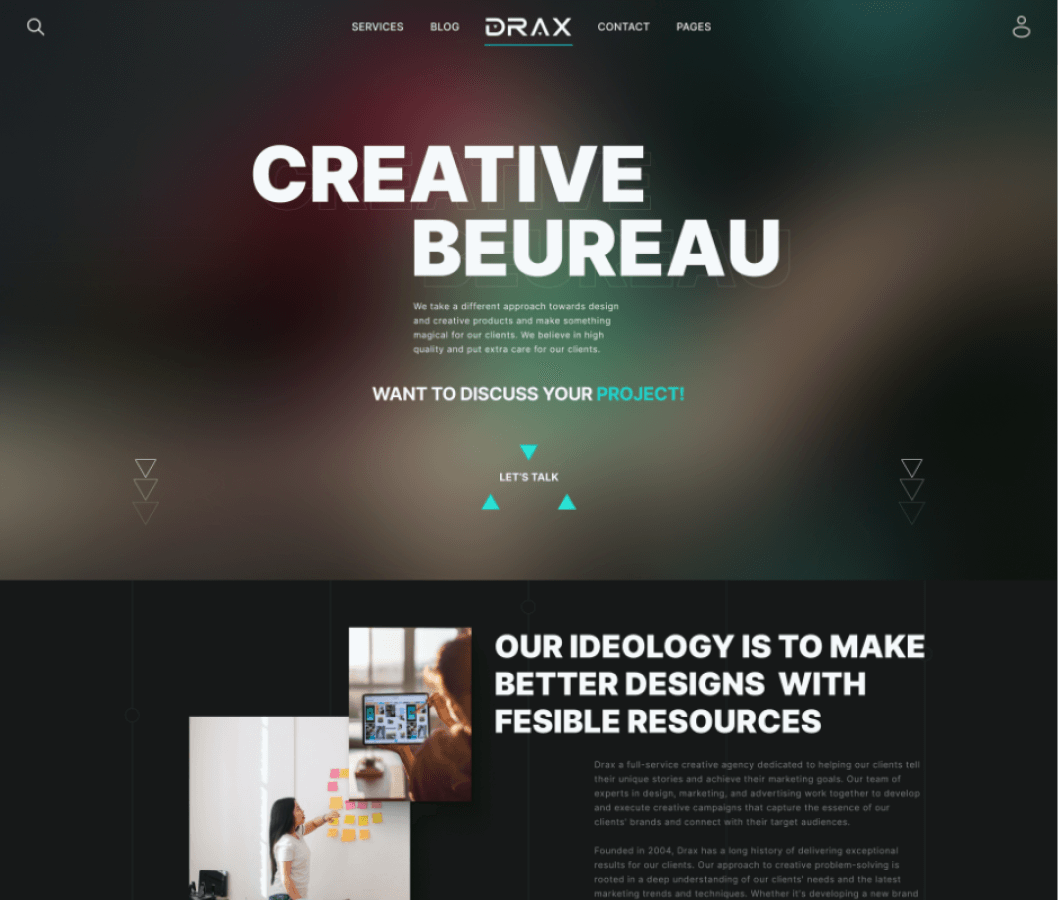 SERVICES BLOG DRAX CONTACT PAGES
CREATIVE
BEUREAU
We take a different approach towards design
and creative products and make something
magical for our clients. We believe in high
quality and put extra care for our clients.
WANT TO DISCUSS YOUR PROJECT!
LET'S TALK
OUR IDEOLOGY IS TO MAKE
BETTER DESIGNS WITH
FESIBLE RESOURCES
Drax a full-service creative agency dedicated to helping our clients tell
their unique stories and achieve their marketing goals. Our team of
experts in design, marketing, and advertising work together to develop
and execute creative campaigns that capture the essence of our
clients' brands and connect with their target audiences.
Founded in 2004, Drax has a long history of delivering exceptional
results for our clients. Our approach to creative problem-solving is
rooted in a deep understanding of our clients' needs and the latest
marketing trends and techniques. Whether it's developing a new brand